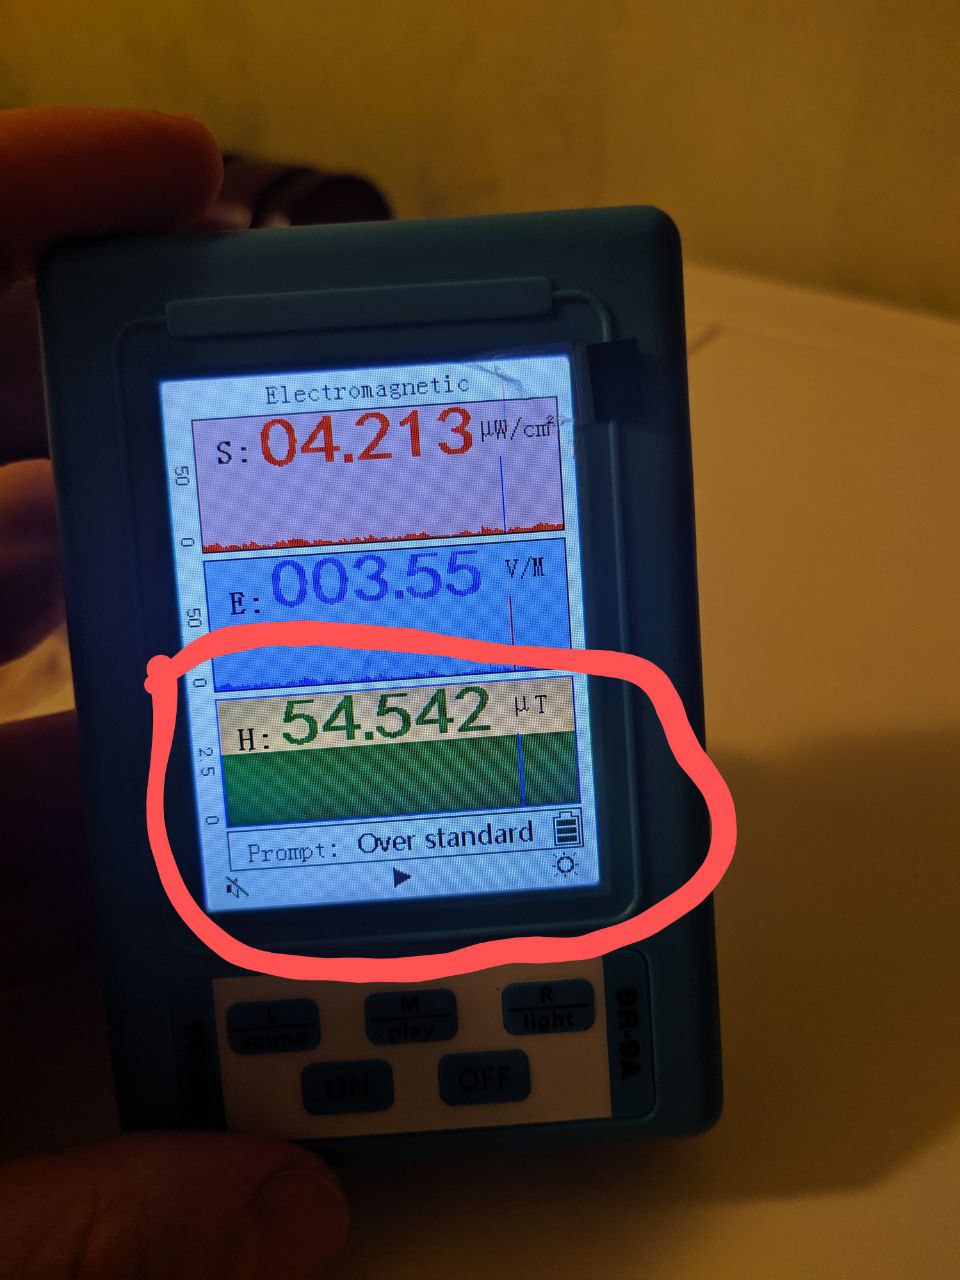 Electromagnetic
S: 04.213 μW/cm²
50
0
E: 003.55 V/M
50
0
H: 54.542 μT
2.5
0
Prompt: Over standard
L
sound
M
play
R
light
ON
OFF
BR-9A